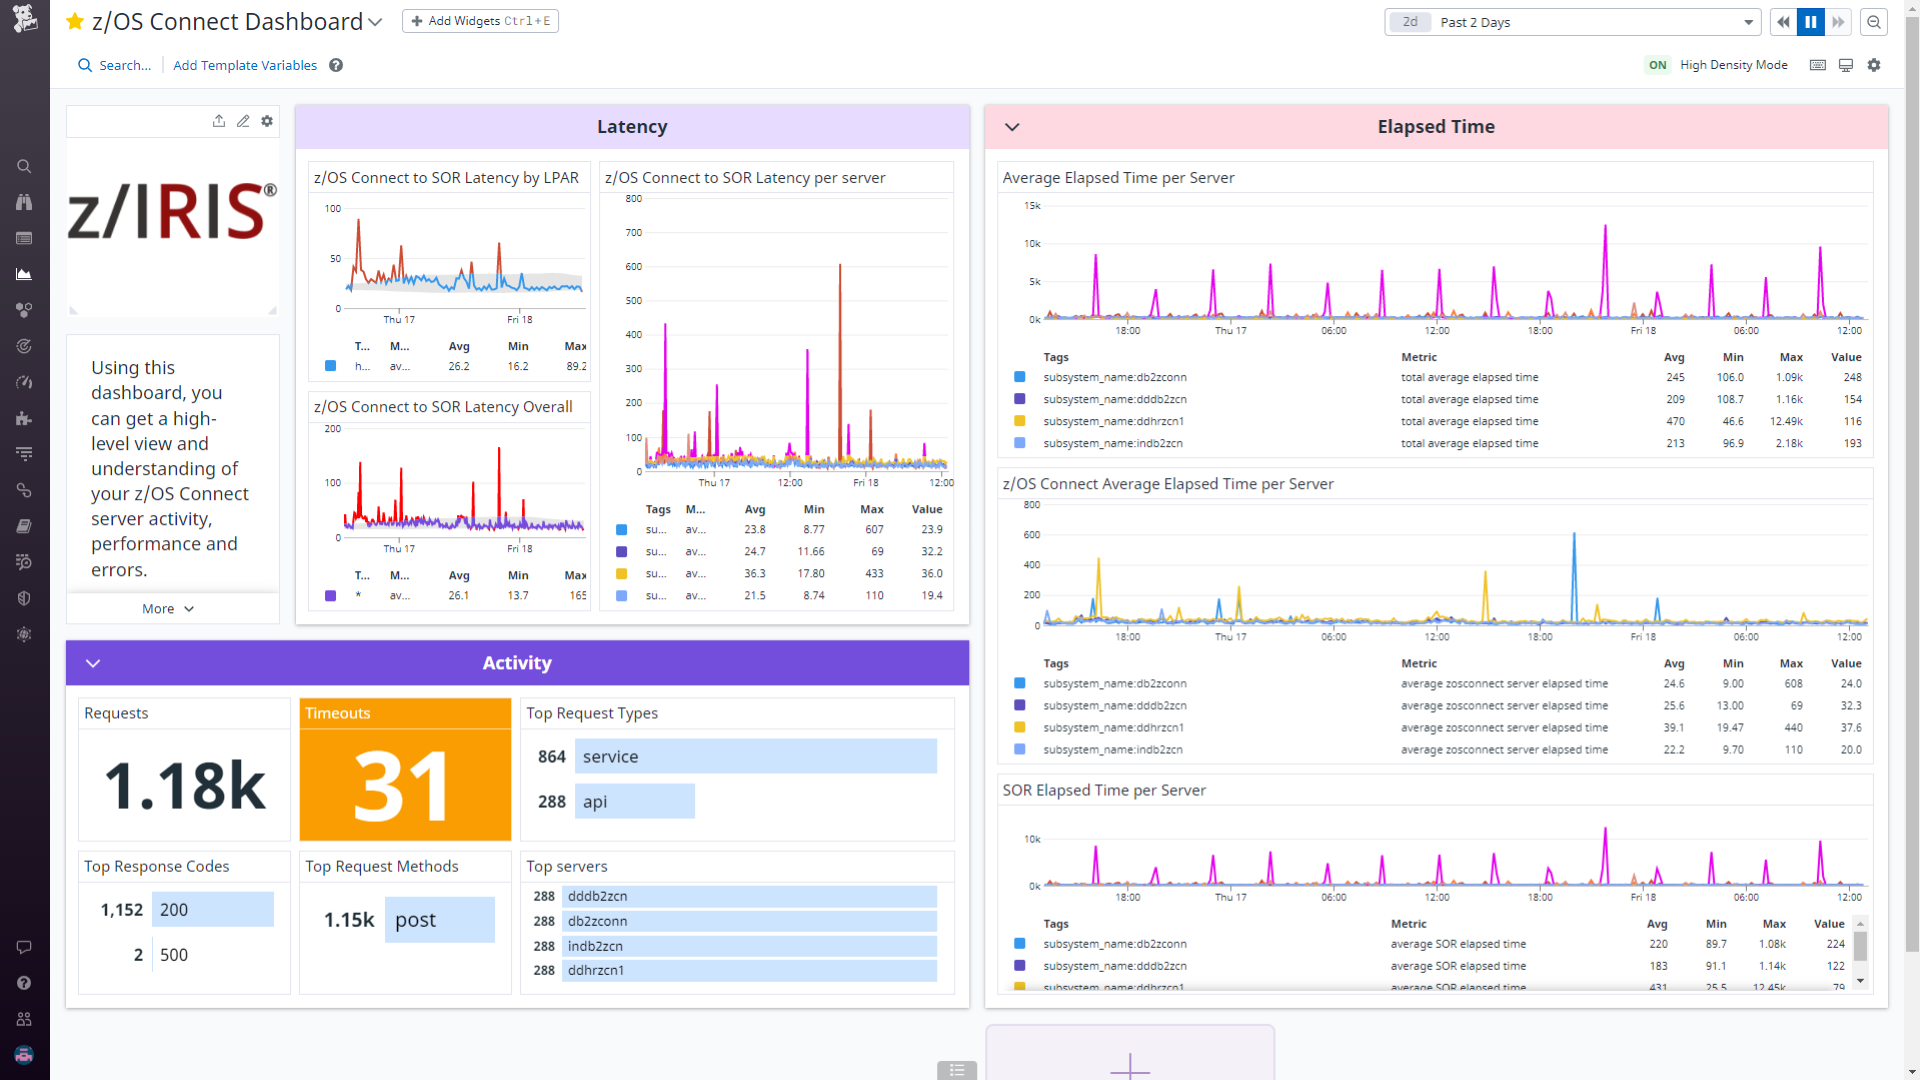 z/OS Connect Dashboard
Add Widgets Ctrl+E
2d Past 2 Days
Search...
Add Template Variables
ON High Density Mode
z/IRIS®
Using this
dashboard, you
can get a high-
level view and
understanding of
your z/OS Connect
server activity,
performance and
errors.
More
Latency
z/OS Connect to SOR Latency by LPAR
100
50
0
Thu 17 Fri 18
T... M... Avg Min Max
h... av... 26.2 16.2 89.2
z/OS Connect to SOR Latency Overall
200
100
0
Thu 17 Fri 18
T... M... Avg Min Max
* av... 26.1 13.7 165
z/OS Connect to SOR Latency per server
800
700
600
500
400
300
200
100
0
Thu 17 12:00 Fri 18 12:00
Tags M... Avg Min Max Value
su... av... 23.8 8.77 607 23.9
su... av... 24.7 11.66 69 32.2
su... av... 36.3 17.80 433 36.0
su... av... 21.5 8.74 110 19.4
Activity
Requests
1.18k
Timeouts
31
Top Request Types
864 service
288 api
Top Response Codes
1,152 200
2 500
Top Request Methods
1.15k post
Top servers
288 dddb2zcn
288 db2zconn
288 indb2zcn
288 ddhrzcn1
Elapsed Time
Average Elapsed Time per Server
15k
10k
5k
0k
18:00 Thu 17 06:00 12:00 18:00 Fri 18 06:00 12:00
Tags Metric Avg Min Max Value
subsystem_name:db2zconn total average elapsed time 245 106.0 1.09k 248
subsystem_name:dddb2zcn total average elapsed time 209 108.7 1.16k 154
subsystem_name:ddhrzcn1 total average elapsed time 470 46.6 12.49k 116
subsystem_name:indb2zcn total average elapsed time 213 96.9 2.18k 193
z/OS Connect Average Elapsed Time per Server
800
600
400
200
0
18:00 Thu 17 06:00 12:00 18:00 Fri 18 06:00 12:00
Tags Metric Avg Min Max Value
subsystem_name:db2zconn average zosconnect server elapsed time 24.6 9.00 608 24.0
subsystem_name:dddb2zcn average zosconnect server elapsed time 25.6 13.00 69 32.3
subsystem_name:ddhrzcn1 average zosconnect server elapsed time 39.1 19.47 440 37.6
subsystem_name:indb2zcn average zosconnect server elapsed time 22.2 9.70 110 20.0
SOR Elapsed Time per Server
10k
0k
18:00 Thu 17 06:00 12:00 18:00 Fri 18 06:00 12:00
Tags Metric Avg Min Max Value
subsystem_name:db2zconn average SOR elapsed time 220 89.7 1.08k 224
subsystem_name:dddb2zcn average SOR elapsed time 183 91.1 1.14k 122
subsystem_name:ddhrzcn1 average SOR elapsed time 431 25.5 12.45k 79